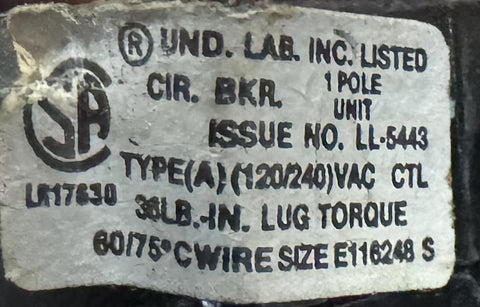 ® UND. LAB. INC. LISTED
CIR. BKR. 1 POLE UNIT
ISSUE NO. LL-5443
TYPE(A)(120/240)VAC CTL
LR17630
36LB.-IN. LUG TORQUE
60/75°C WIRE SIZE E116248 S